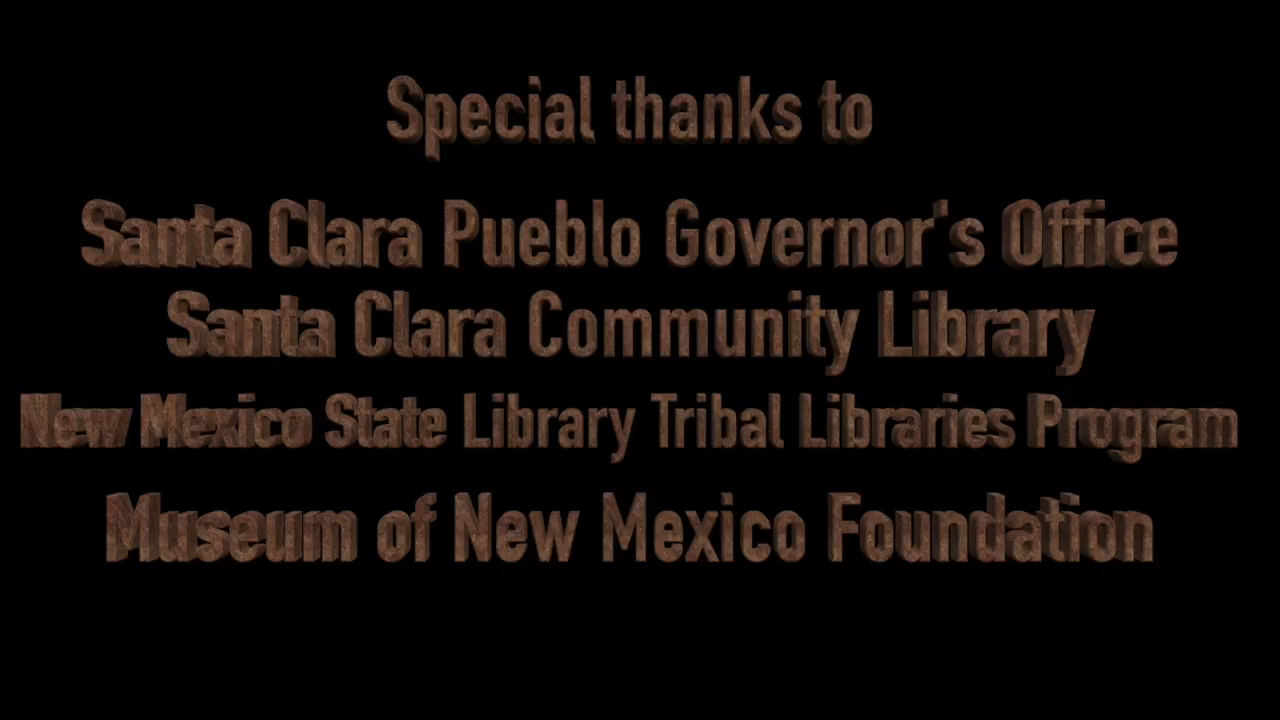 Special thanks to
Santa Clara Pueblo Governor's Office
Santa Clara Community Library
New Mexico State Library Tribal Libraries Program
Museum of New Mexico Foundation